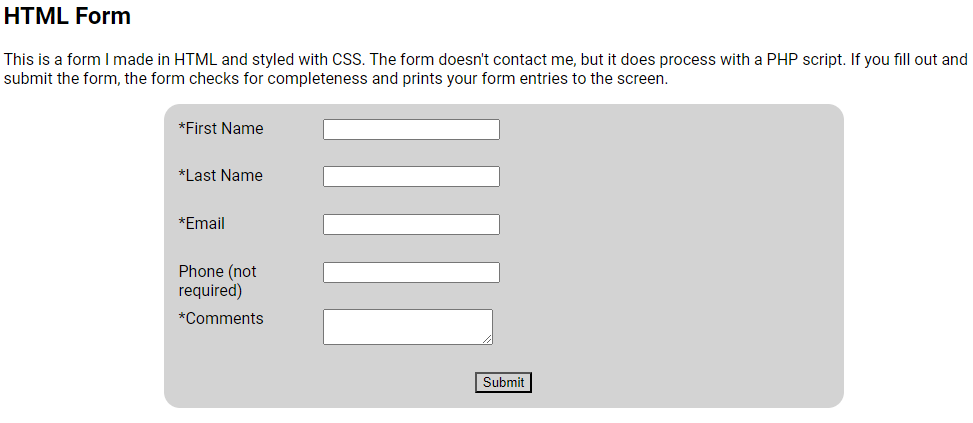 HTML Form
This is a form I made in HTML and styled with CSS. The form doesn't contact me, but it does process with a PHP script. If you fill out and
submit the form, the form checks for completeness and prints your form entries to the screen.
*First Name
*Last Name
*Email
Phone (not
required)
*Comments
Submit